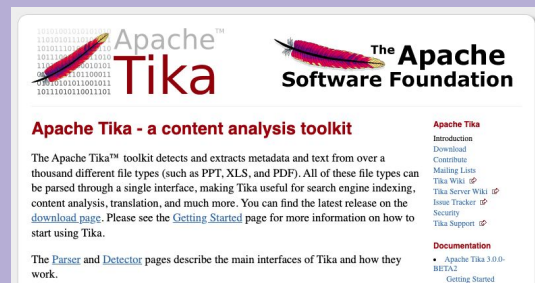 Apache™
Tika
The Apache
Software Foundation
Apache Tika - a content analysis toolkit
The Apache Tika™ toolkit detects and extracts metadata and text from over a
thousand different file types (such as PPT, XLS, and PDF). All of these file types can
be parsed through a single interface, making Tika useful for search engine indexing,
content analysis, translation, and much more. You can find the latest release on the
download page. Please see the Getting Started page for more information on how to
start using Tika.
The Parser and Detector pages describe the main interfaces of Tika and how they
work.
Apache Tika
Introduction
Download
Contribute
Mailing Lists
Tika Wiki
Tika Server Wiki
Issue Tracker
Security
Tika Support
Documentation
• Apache Tika 3.0.0-
BETA2
Getting Started